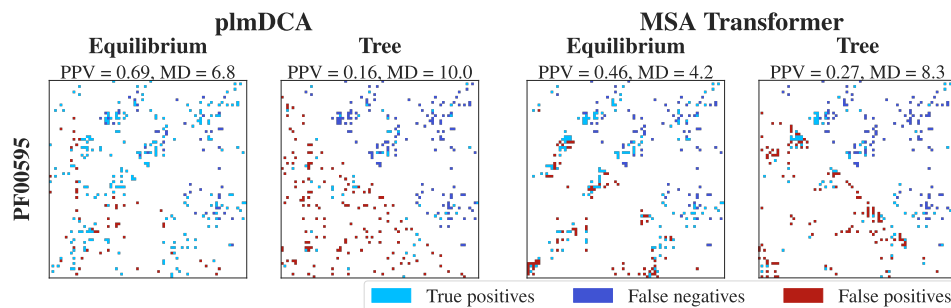 plmDCA
MSA Transformer
Equilibrium
Tree
Equilibrium
Tree
PPV = 0.69, MD = 6.8
PPV = 0.16, MD = 10.0
PPV = 0.46, MD = 4.2
PPV = 0.27, MD = 8.3
PF00595
True positives
False negatives
False positives